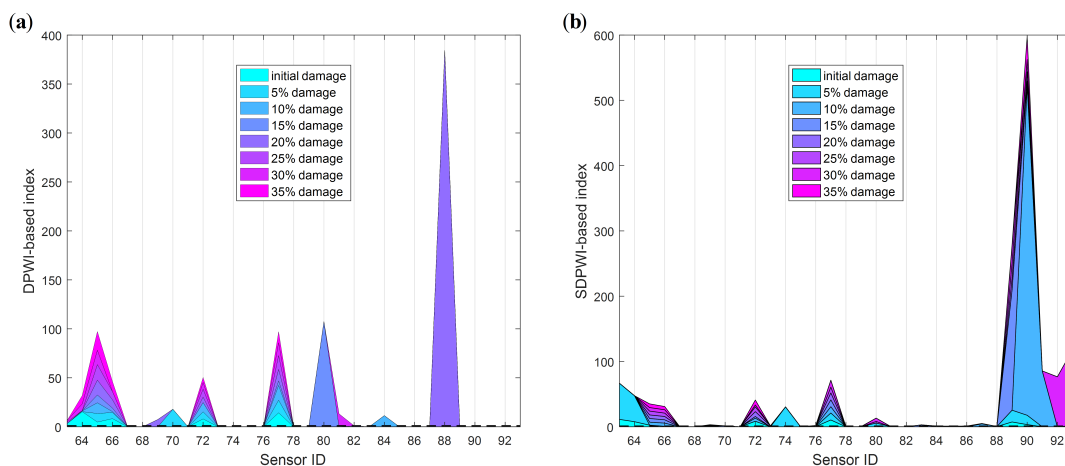 (a)
400
350
300
250
200
150
100
50
0
DPWI-based index
initial damage
5% damage
10% damage
15% damage
20% damage
25% damage
30% damage
35% damage
64 66 68 70 72 74 76 78 80 82 84 86 88 90 92
Sensor ID
(b)
600
500
400
300
200
100
0
SDPWI-based index
initial damage
5% damage
10% damage
15% damage
20% damage
25% damage
30% damage
35% damage
64 66 68 70 72 74 76 78 80 82 84 86 88 90 92
Sensor ID